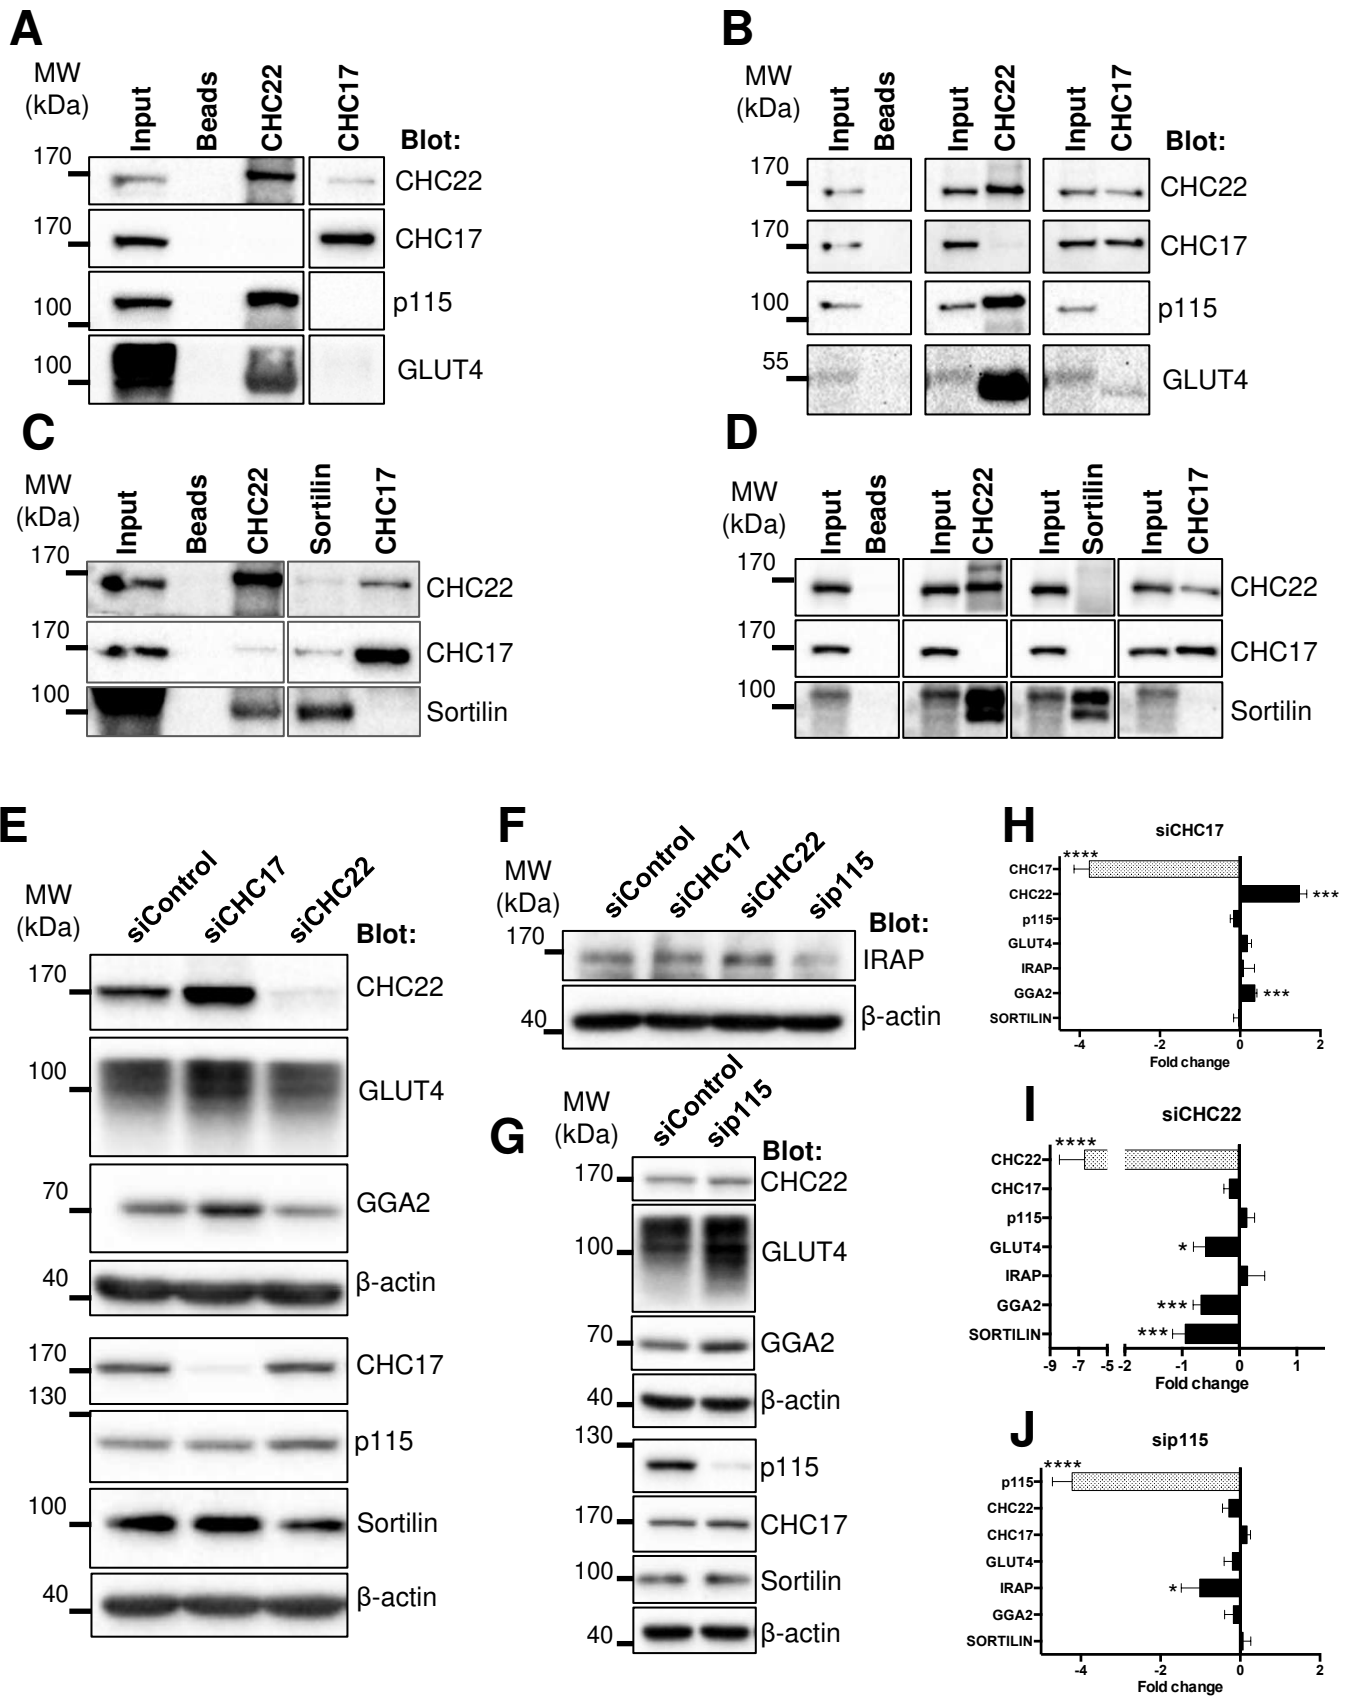 A
MW
(kDa)
Input
Beads
CHC22
CHC17
Blot:
170
CHC22
170
CHC17
100
p115
100
GLUT4
B
MW
(kDa)
Input
Beads
Input
CHC22
Input
CHC17
Blot:
170
CHC22
170
CHC17
100
p115
55
GLUT4
C
MW
(kDa)
Input
Beads
CHC22
Sortilin
CHC17
170
CHC22
170
CHC17
100
Sortilin
D
MW
(kDa)
Input
Beads
Input
CHC22
Input
Sortilin
Input
CHC17
170
CHC22
170
CHC17
100
Sortilin
E
MW
(kDa)
siControl
siCHC17
siCHC22
Blot:
170
CHC22
100
GLUT4
70
GGA2
40
β-actin
170
CHC17
130
p115
100
Sortilin
40
β-actin
F
MW
(kDa)
siControl
siCHC17
siCHC22
sip115
Blot:
170
IRAP
40
β-actin
G
MW
(kDa)
siControl
sip115
Blot:
170
CHC22
100
GLUT4
70
GGA2
40
β-actin
130
p115
170
CHC17
100
Sortilin
40
β-actin
H
siCHC17
CHC17 ****
CHC22 ***
p115
GLUT4
IRAP
GGA2 ***
SORTILIN
-4 -2 0 2
Fold change
I
siCHC22
CHC22 ****
CHC17
p115
GLUT4 *
IRAP
GGA2 ***
SORTILIN ***
-9 -7 -5 -2 -1 0 1
Fold change
J
sip115
p115 ****
CHC22
CHC17
GLUT4
IRAP *
GGA2
SORTILIN
-4 -2 0 2
Fold change